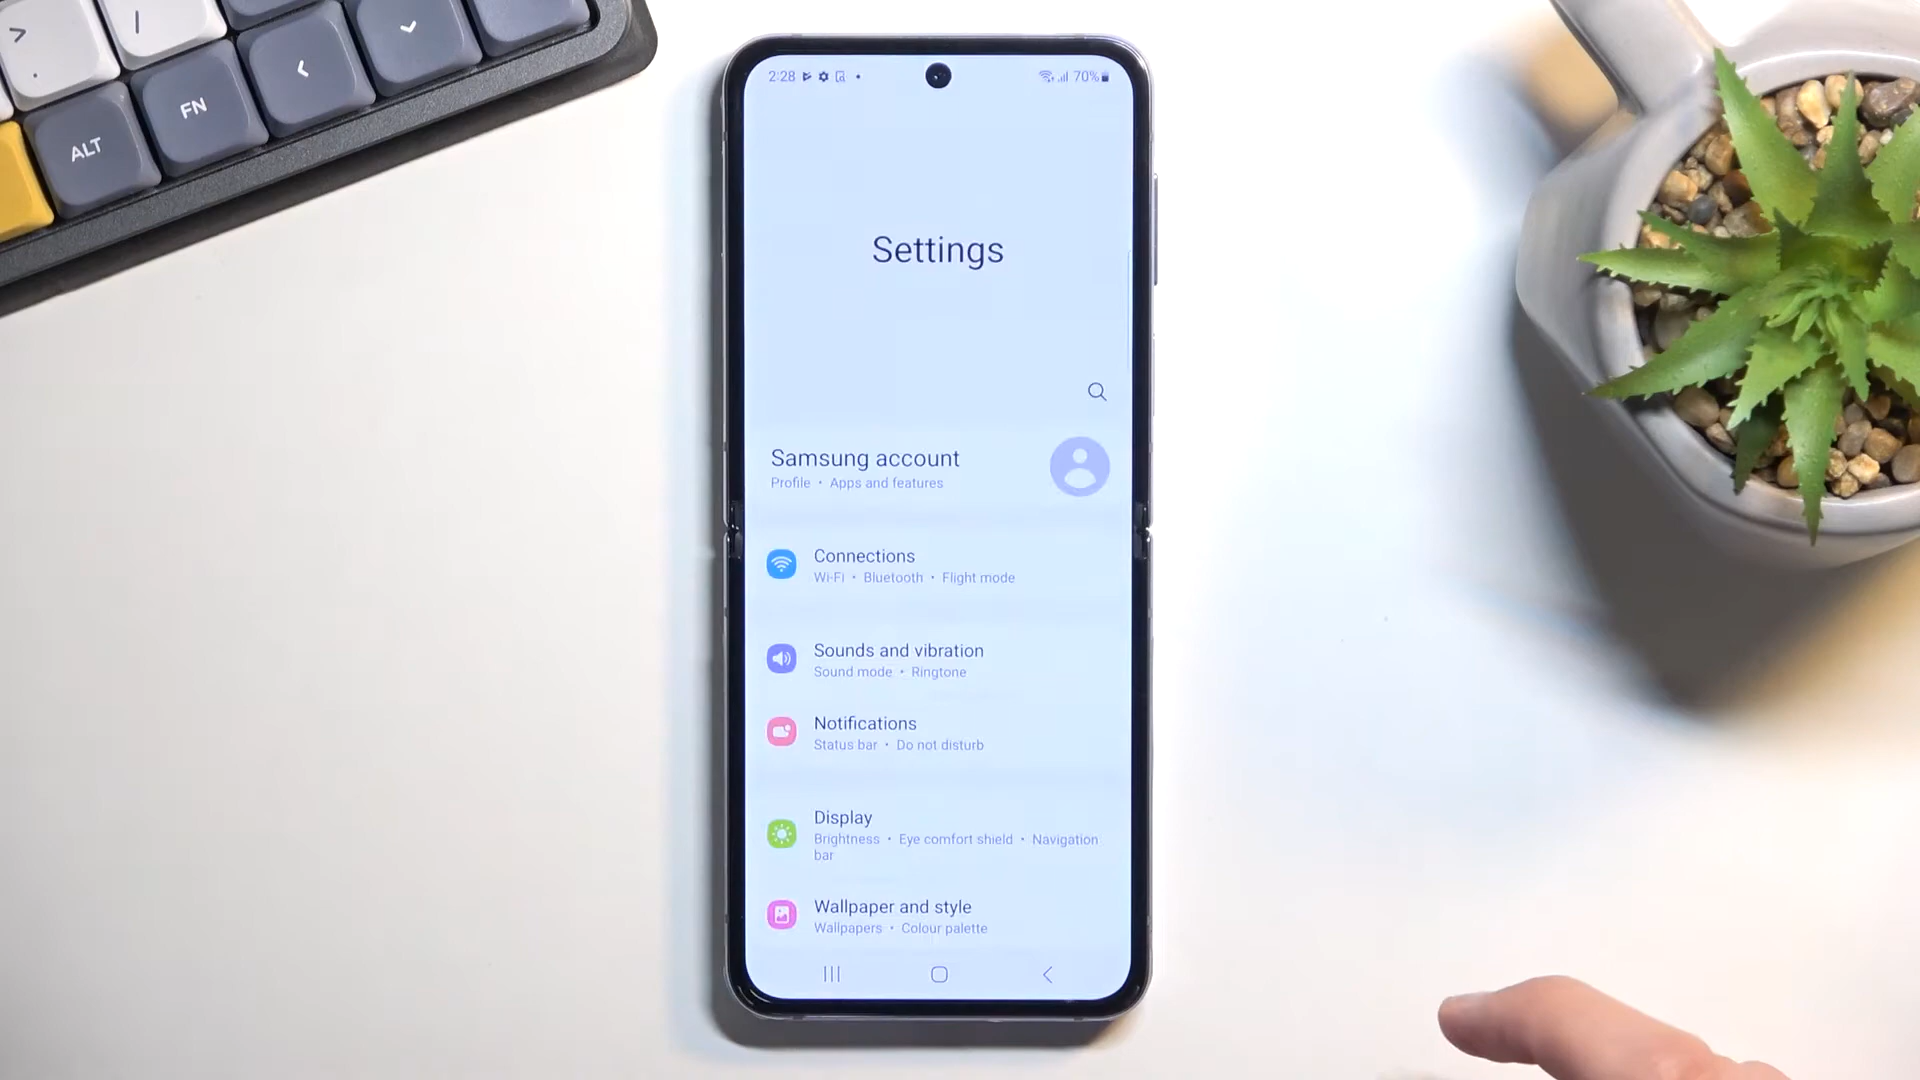 ALT
FN
2:28
70%
Settings
Samsung account
Profile • Apps and features
Connections
Wi-Fi • Bluetooth • Flight mode
Sounds and vibration
Sound mode • Ringtone
Notifications
Status bar • Do not disturb
Display
Brightness • Eye comfort shield • Navigation
bar
Wallpaper and style
Wallpapers • Colour palette